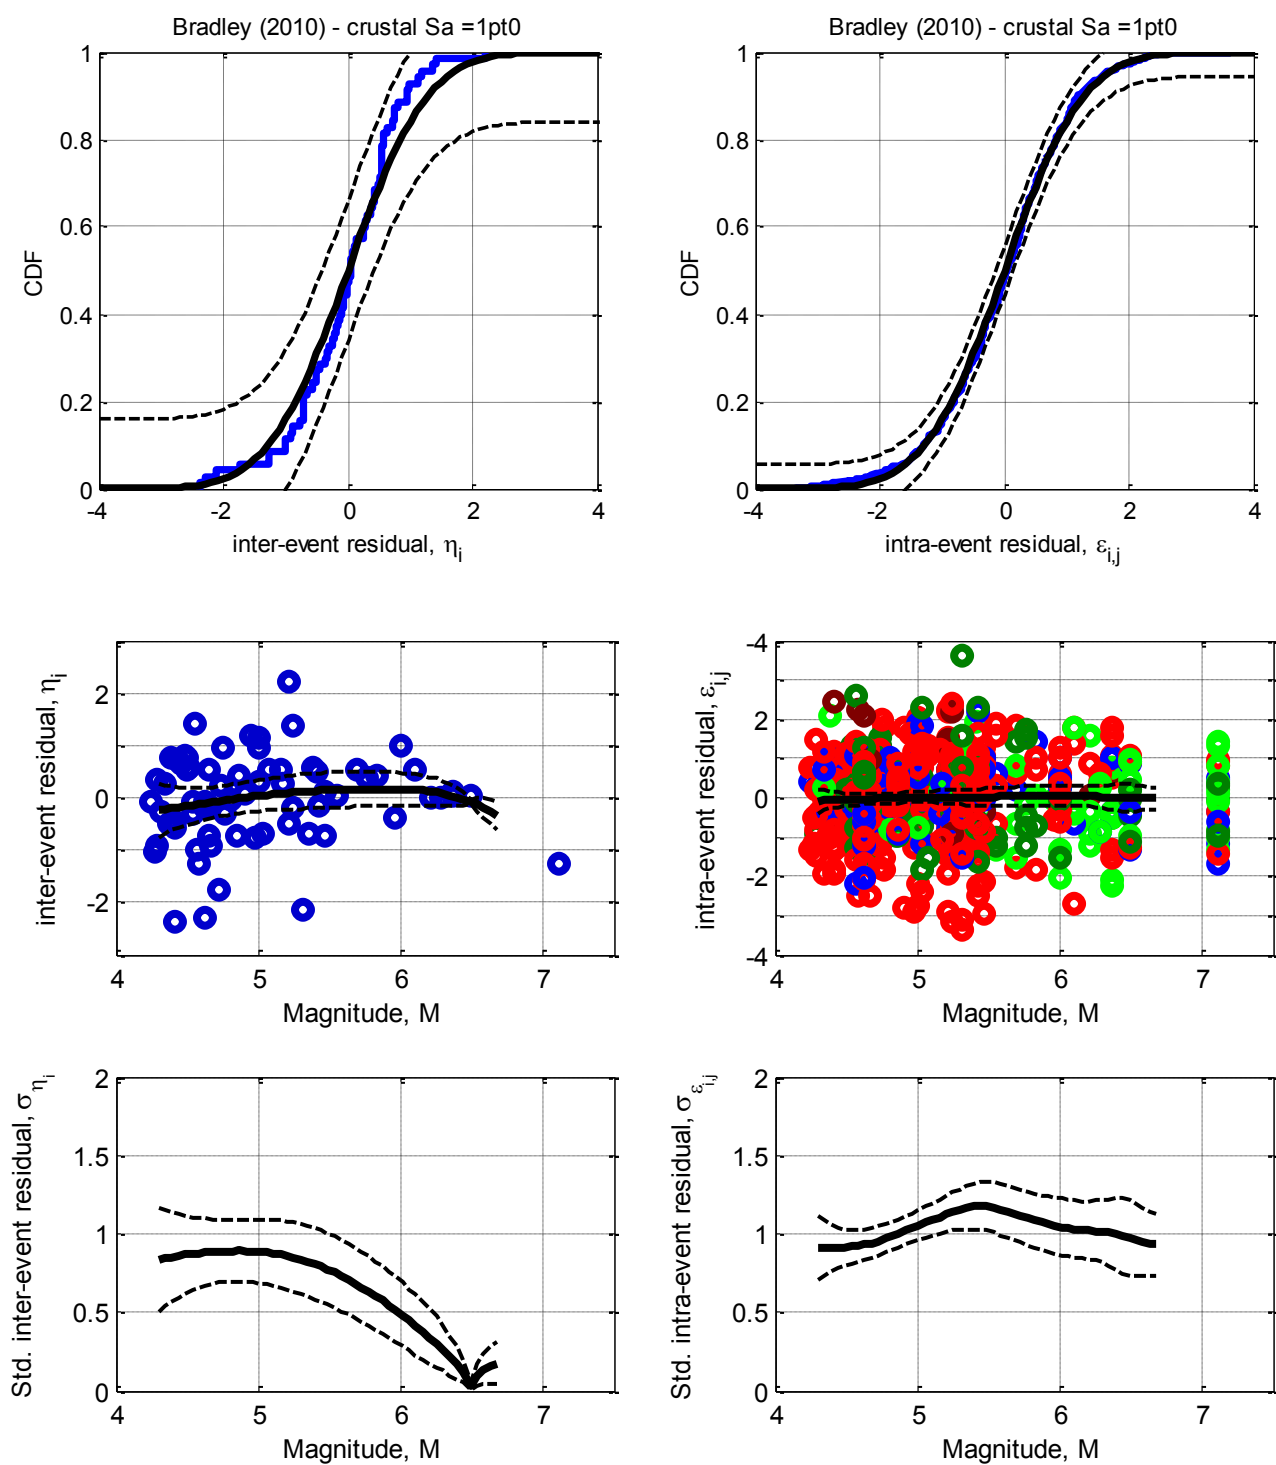 Bradley (2010) - crustal Sa =1pt0
1
0.8
0.6
0.4
0.2
0
CDF
-4 -2 0 2 4
inter-event residual, ηi
Bradley (2010) - crustal Sa =1pt0
1
0.8
0.6
0.4
0.2
0
CDF
-4 -2 0 2 4
intra-event residual, εi,j
2
0
-2
inter-event residual, ηi
4 5 6 7
Magnitude, M
-4
2
0
-2
-4
intra-event residual, εi,j
4 5 6 7
Magnitude, M
2
1.5
1
0.5
0
Std. inter-event residual, σηi
4 5 6 7
Magnitude, M
2
1.5
1
0.5
0
Std. intra-event residual, σεi,j
4 5 6 7
Magnitude, M